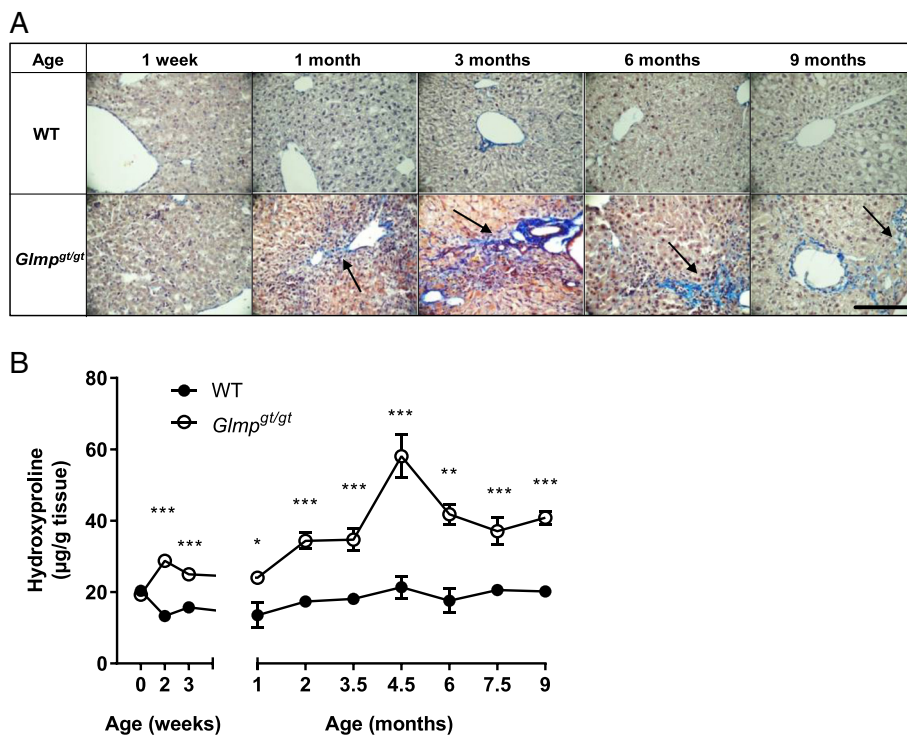 A
Age 1 week 1 month 3 months 6 months 9 months
WT
Glmp^gt/gt
B
80
60
40
20
0
Hydroxyproline
(µg/g tissue)
WT
Glmp^gt/gt
*** *** * *** *** *** ** *** ***
0 2 3 1 2 3.5 4.5 6 7.5 9
Age (weeks) Age (months)